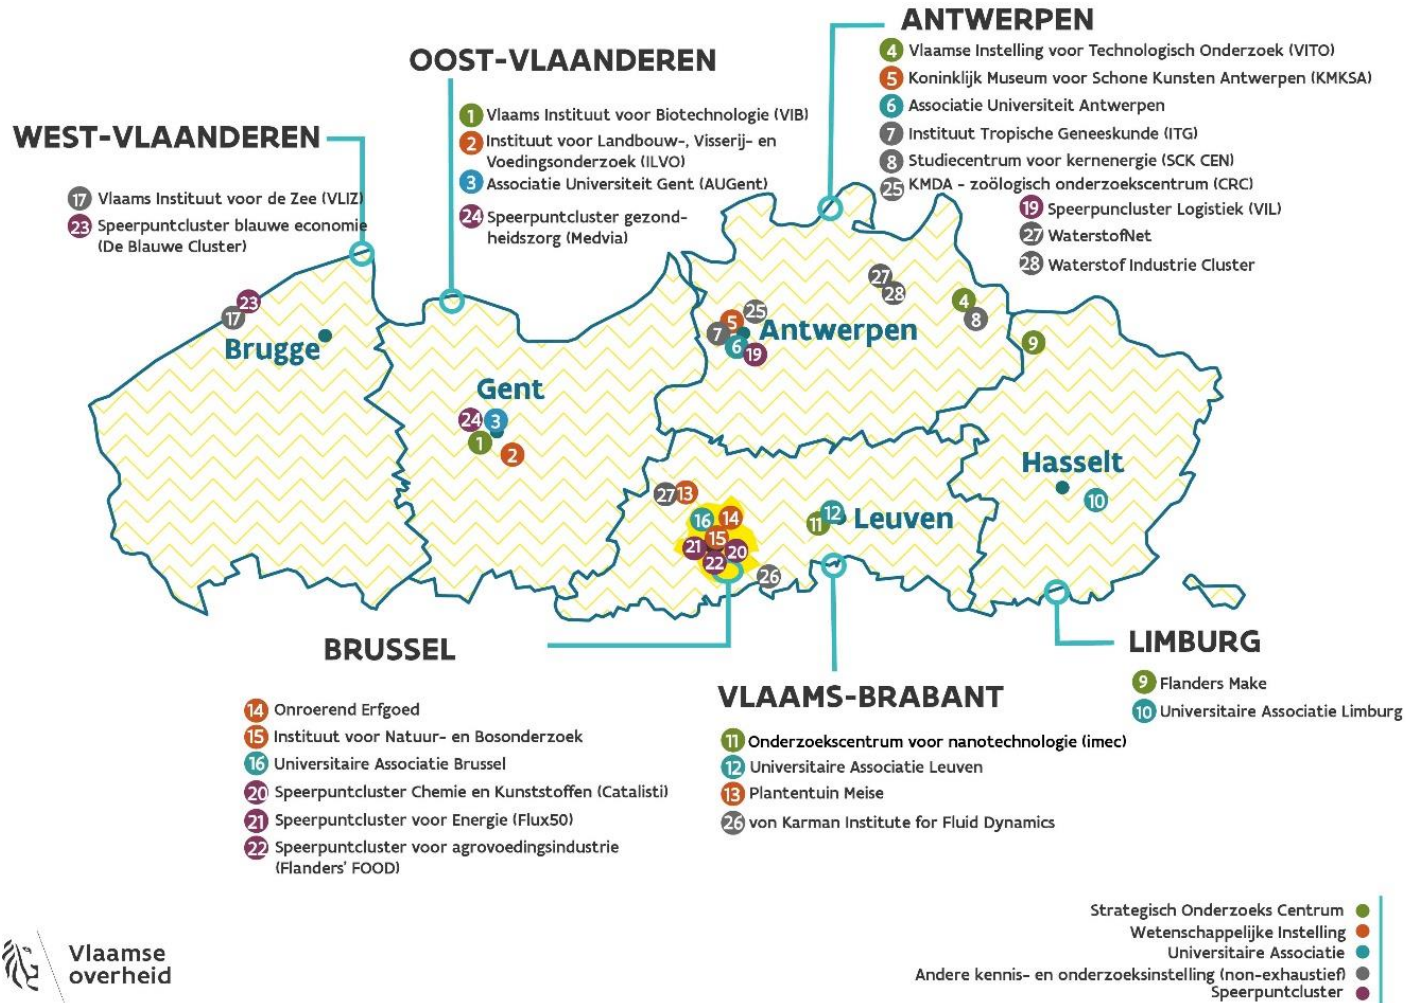 ANTWERPEN
4 Vlaamse Instelling voor Technologisch Onderzoek (VITO)
5 Koninklijk Museum voor Schone Kunsten Antwerpen (KMKSA)
6 Associatie Universiteit Antwerpen
7 Instituut Tropische Geneeskunde (ITG)
8 Studiecentrum voor kernenergie (SCK CEN)
25 KMDA - zoölogisch onderzoekscentrum (CRC)
19 Speerpuncluster Logistiek (VIL)
27 WaterstofNet
28 Waterstof Industrie Cluster
OOST-VLAANDEREN
1 Vlaams Instituut voor Biotechnologie (VIB)
2 Instituut voor Landbouw-, Visserij- en
Voedingsonderzoek (ILVO)
3 Associatie Universiteit Gent (AUGent)
24 Speerpuntcluster gezond-
heidszorg (Medvia)
WEST-VLAANDEREN
17 Vlaams Instituut voor de Zee (VLIZ)
23 Speerpuntcluster blauwe economie
(De Blauwe Cluster)
23
17
Brugge
Gent
24 3
1
2
27
28
4
8
25
5
7
6
19
Antwerpen
9
Hasselt
10
27 13
16 14
15
21 20
22
26
12
11
Leuven
BRUSSEL
14 Onroerend Erfgoed
15 Instituut voor Natuur- en Bosonderzoek
16 Universitaire Associatie Brussel
20 Speerpuntcluster Chemie en Kunststoffen (Catalisti)
21 Speerpuntcluster voor Energie (Flux50)
22 Speerpuntcluster voor agrovoedingsindustrie
(Flanders' FOOD)
VLAAMS-BRABANT
11 Onderzoekscentrum voor nanotechnologie (imec)
12 Universitaire Associatie Leuven
13 Plantentuin Meise
26 von Karman Institute for Fluid Dynamics
LIMBURG
9 Flanders Make
10 Universitaire Associatie Limburg
Strategisch Onderzoeks Centrum
Wetenschappelijke Instelling
Universitaire Associatie
Andere kennis- en onderzoeksinstelling (non-exhaustief)
Speerpuntcluster
Vlaamse
overheid